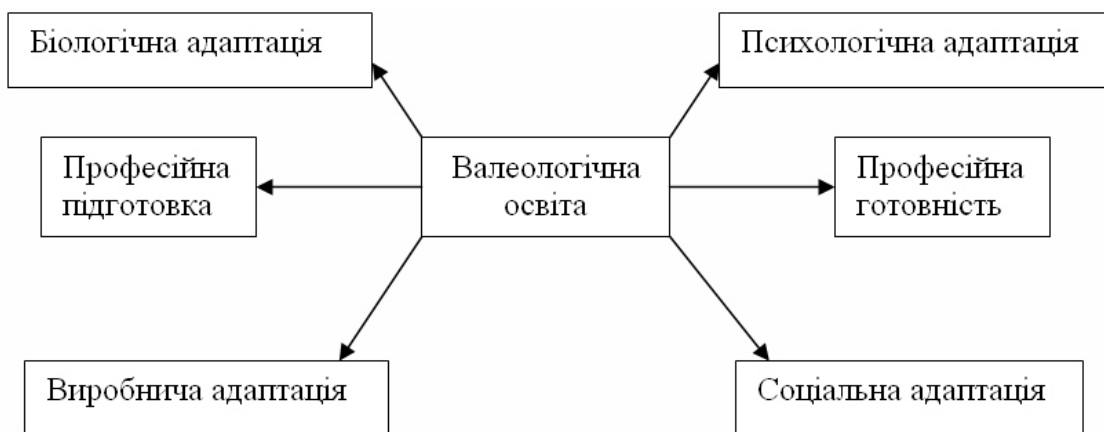 Біологічна адаптація
Психологічна адаптація
Професійна
підготовка
Валеологічна
освіта
Професійна
готовність
Виробнича адаптація
Соціальна адаптація